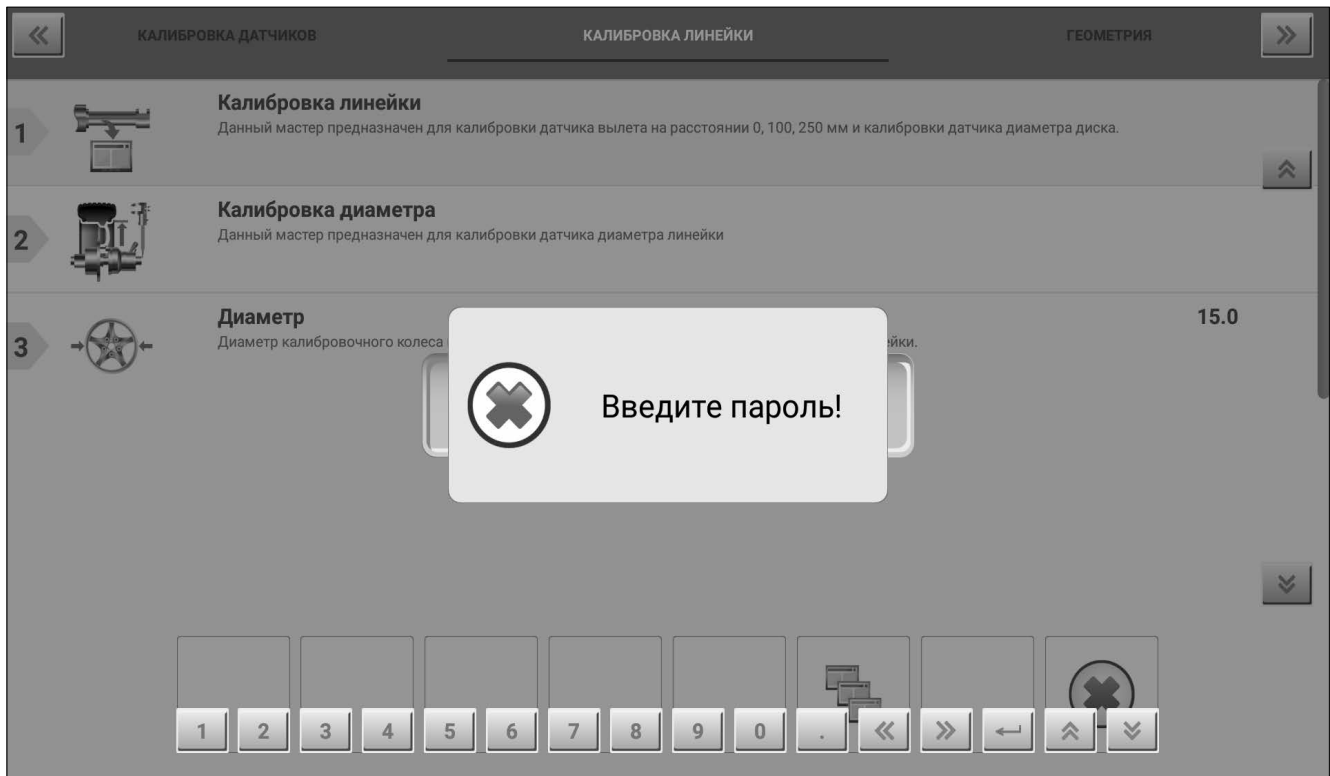 КАЛИБРОВКА ДАТЧИКОВ
КАЛИБРОВКА ЛИНЕЙКИ
ГЕОМЕТРИЯ
1
Калибровка линейки
Данный мастер предназначен для калибровки датчика вылета на расстоянии 0, 100, 250 мм и калибровки датчика диаметра диска.
2
Калибровка диаметра
Данный мастер предназначен для калибровки датчика диаметра линейки
3
Диаметр
15.0
Диаметр калибровочного колеса
Введите пароль!
1 2 3 4 5 6 7 8 9 0 .